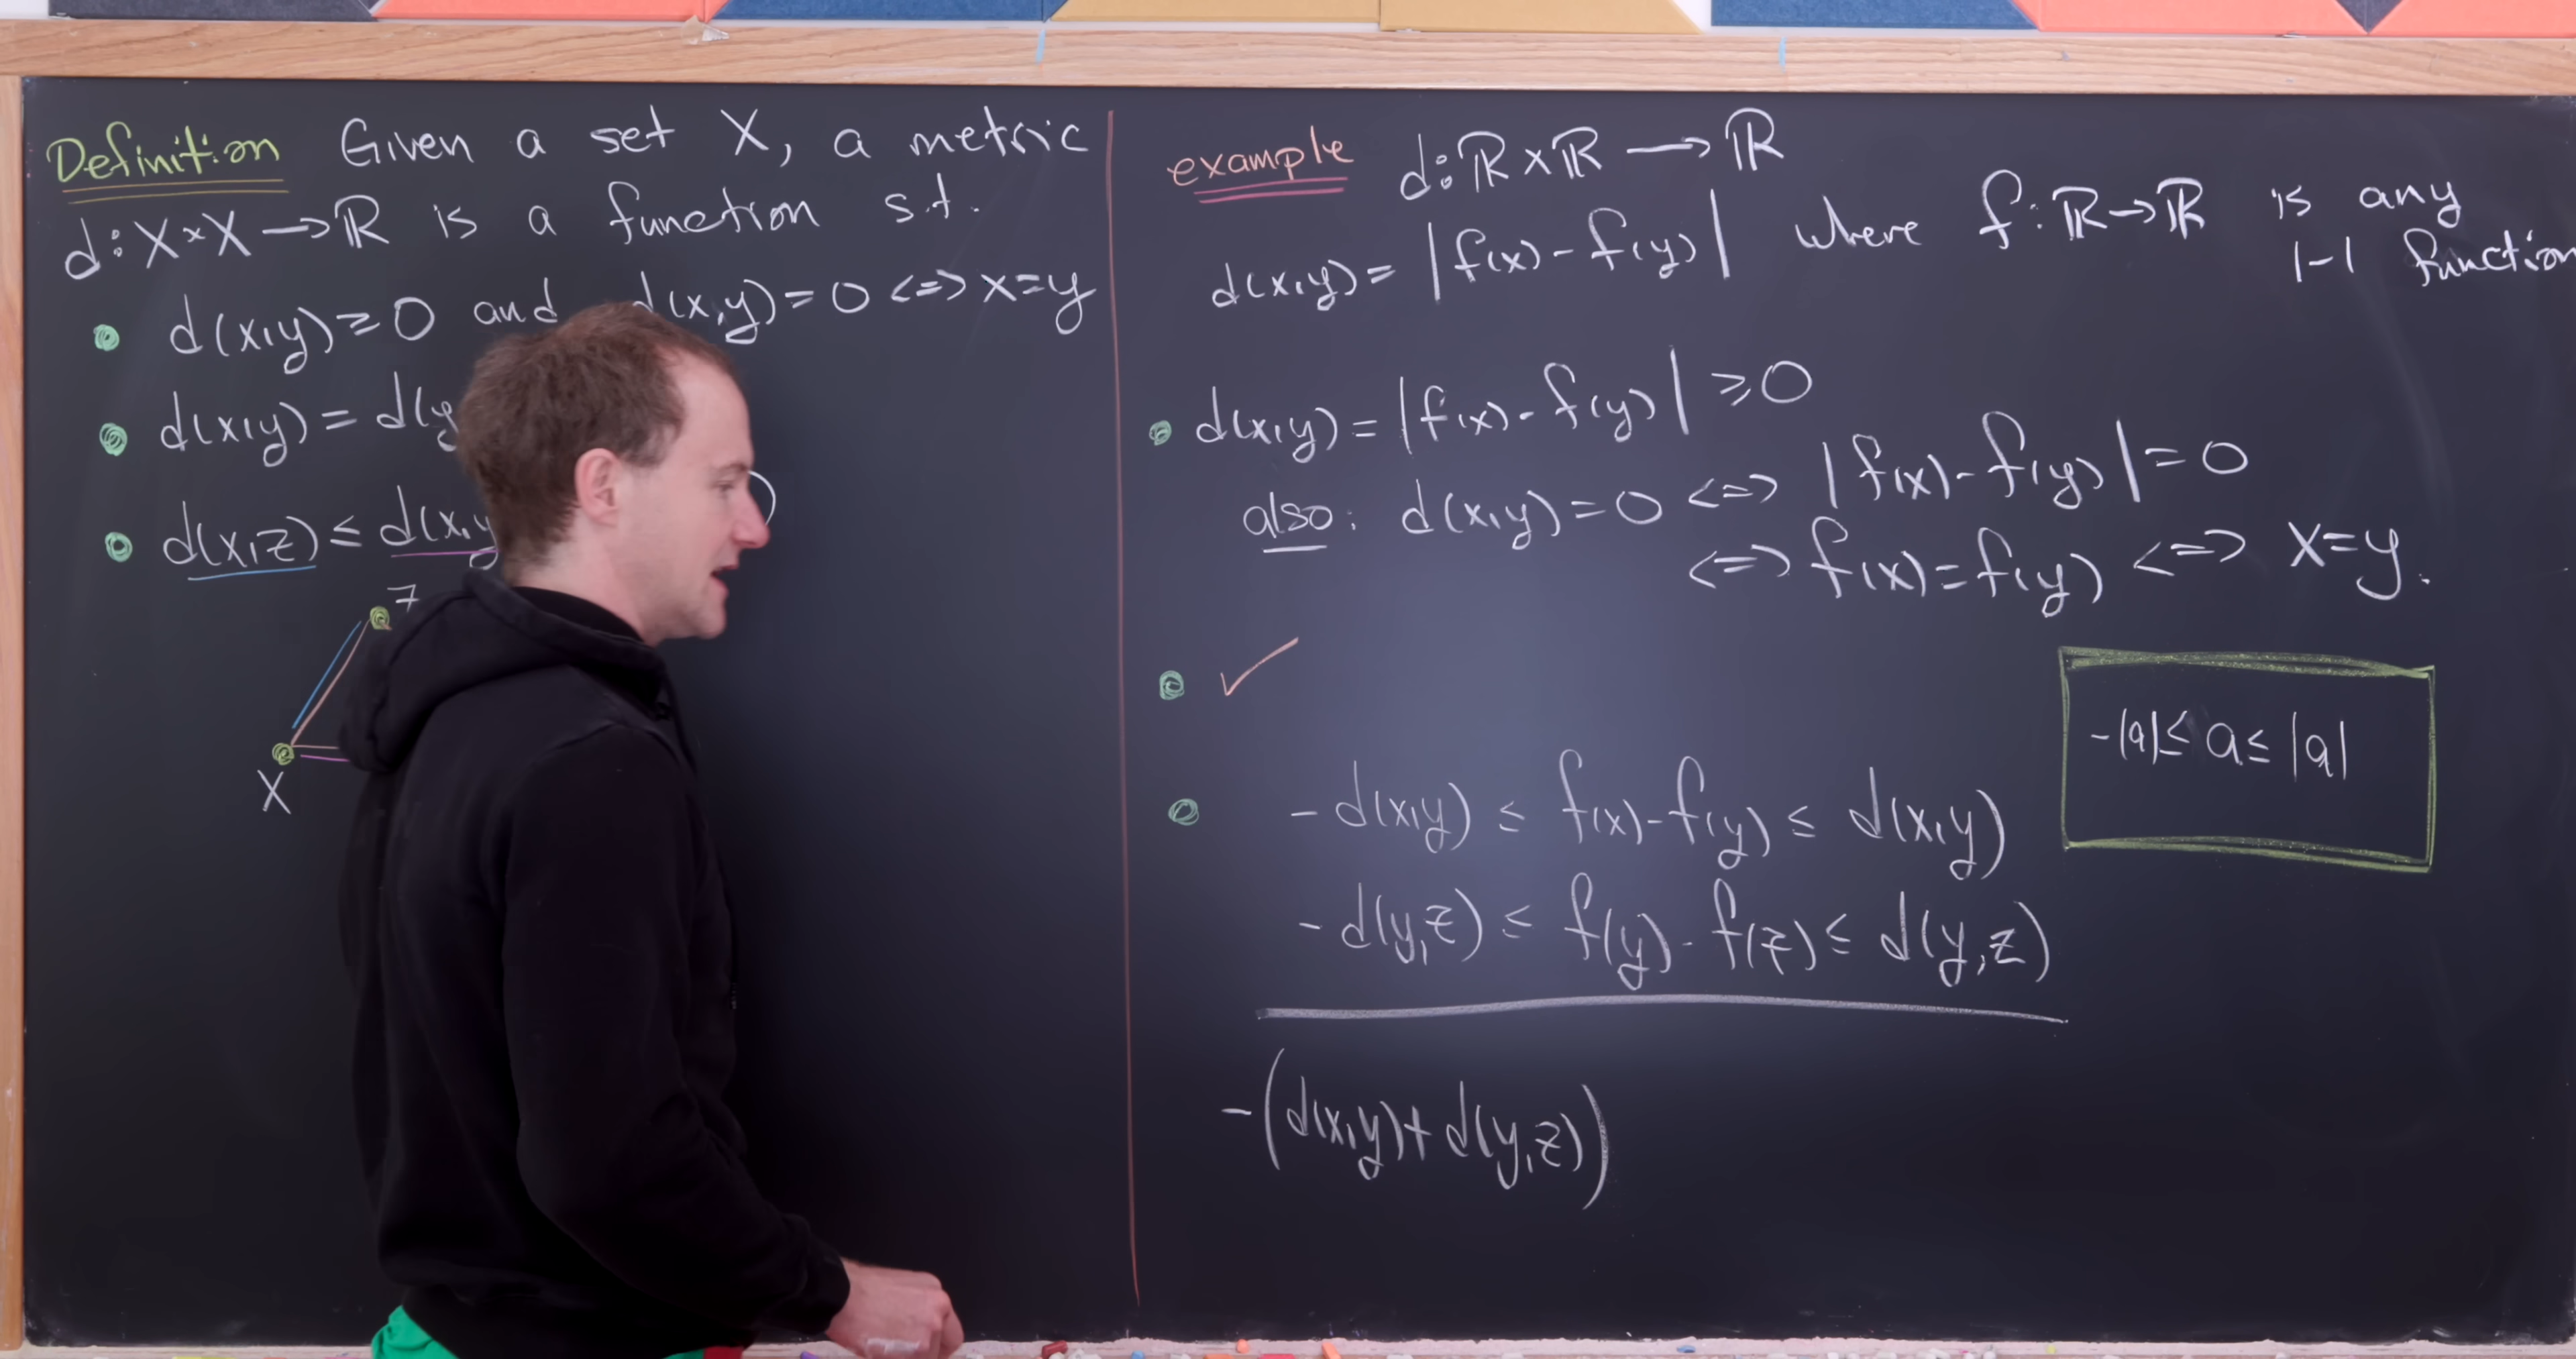 Definition Given a set X, a metric
d: X×X → ℝ is a function s.t.
• d(x,y) ≥ 0 and d(x,y) = 0 <=> x=y
• d(x,y) = d(y
• d(x,z) ≤ d(x,y )
z
X
example d: ℝ×ℝ → ℝ
d(x,y) = |f(x) - f(y)| where f: ℝ→ℝ is any
1-1 function
• d(x,y) = |f(x) - f(y)| ≥ 0
also: d(x,y) = 0 <=> |f(x) - f(y)| = 0
<=> f(x) = f(y) <=> x=y.
• ✓
-|a| ≤ a ≤ |a|
• - d(x,y) ≤ f(x) - f(y) ≤ d(x,y)
- d(y,z) ≤ f(y) - f(z) ≤ d(y,z)
-(d(x,y) + d(y,z))